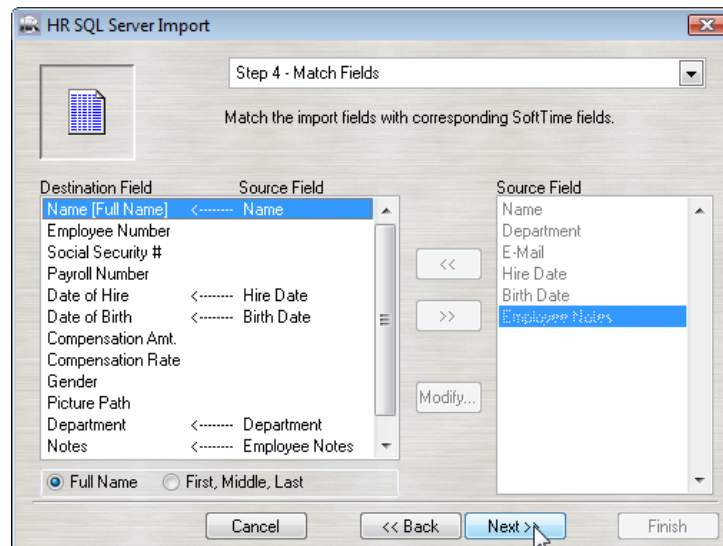 HR SQL Server Import
Step 4 - Match Fields
Match the import fields with corresponding SoftTime fields.
Destination Field Source Field
Name [Full Name] <-------- Name
Employee Number
Social Security #
Payroll Number
Date of Hire <-------- Hire Date
Date of Birth <-------- Birth Date
Compensation Amt.
Compensation Rate
Gender
Picture Path
Department <-------- Department
Notes <-------- Employee Notes
Full Name First, Middle, Last
<<
>>
Modify...
Source Field
Name
Department
E-Mail
Hire Date
Birth Date
Employee Notes
Cancel << Back Next >> Finish